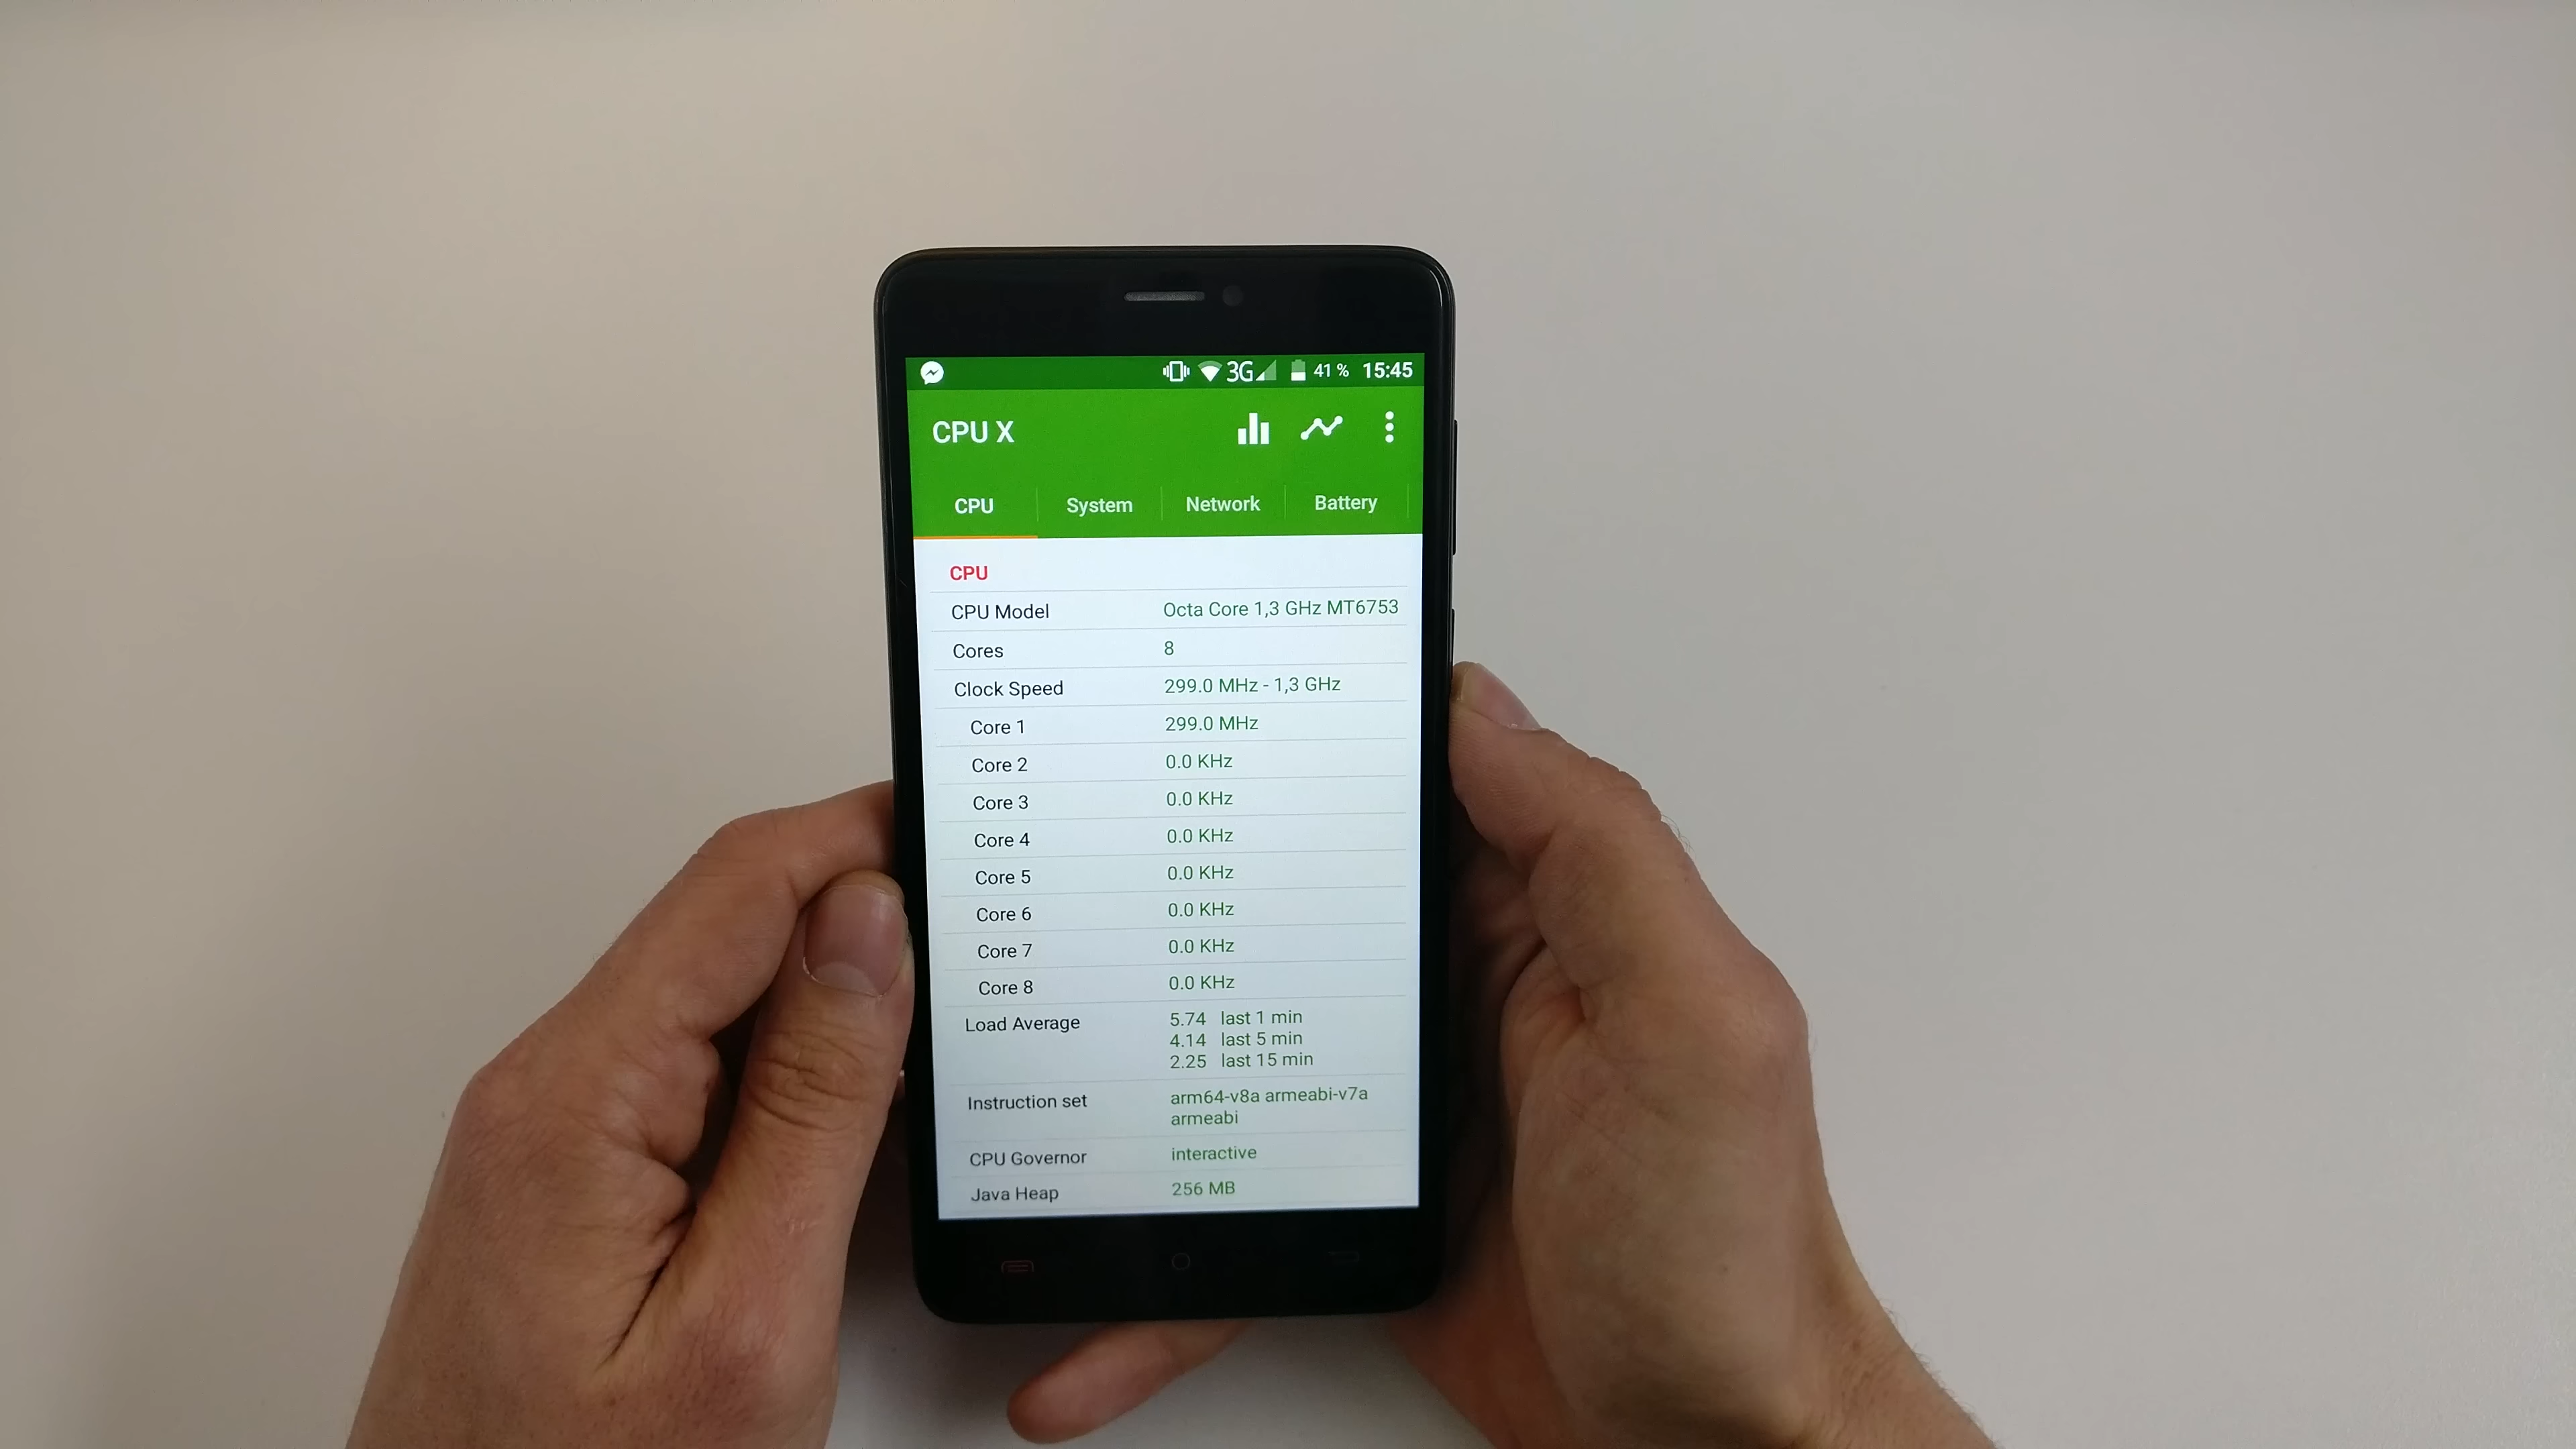 3G 41 % 15:45
CPU X
CPU System Network Battery
CPU
CPU Model Octa Core 1,3 GHz MT6753
Cores 8
Clock Speed 299.0 MHz - 1,3 GHz
Core 1 299.0 MHz
Core 2 0.0 KHz
Core 3 0.0 KHz
Core 4 0.0 KHz
Core 5 0.0 KHz
Core 6 0.0 KHz
Core 7 0.0 KHz
Core 8 0.0 KHz
Load Average 5.74 last 1 min
4.14 last 5 min
2.25 last 15 min
Instruction set arm64-v8a armeabi-v7a
armeabi
CPU Governor interactive
Java Heap 256 MB